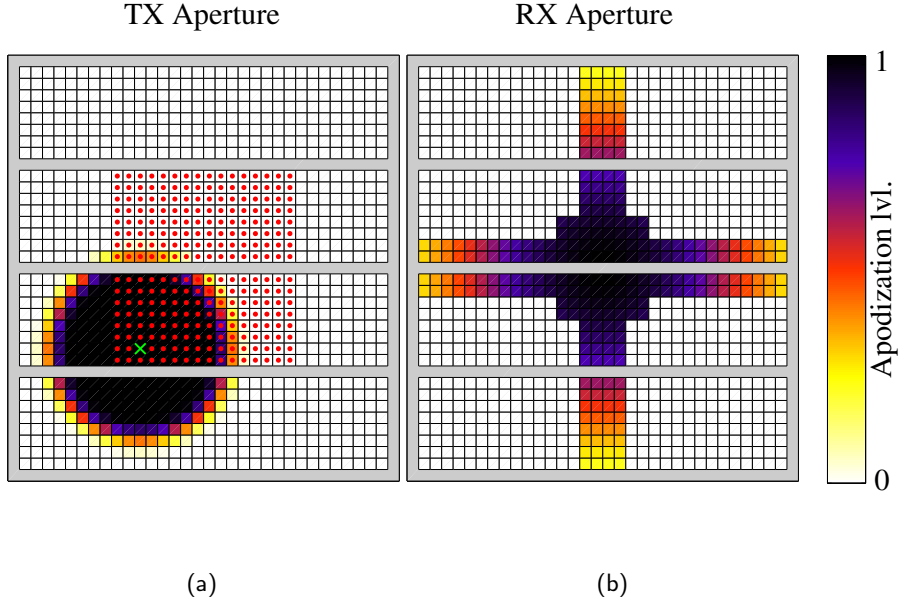 TX Aperture
RX Aperture
1
Apodization lvl.
0
(a)
(b)